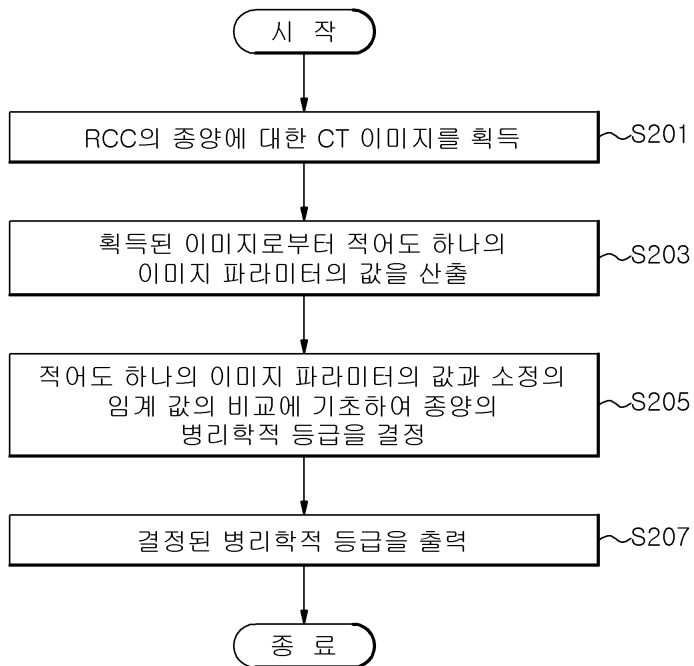 시 작
RCC의 종양에 대한 CT 이미지를 획득
S201
획득된 이미지로부터 적어도 하나의
이미지 파라미터의 값을 산출
S203
적어도 하나의 이미지 파라미터의 값과 소정의
임계 값의 비교에 기초하여 종양의
병리학적 등급을 결정
S205
결정된 병리학적 등급을 출력
S207
종 료